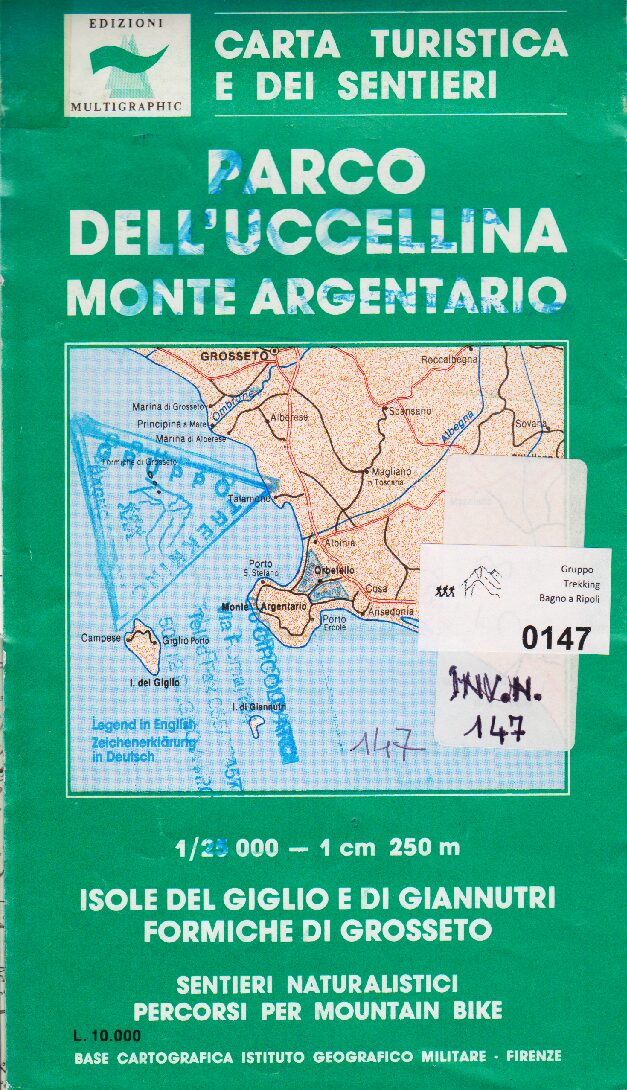 EDIZIONI
MULTIGRAPHIC
CARTA TURISTICA
E DEI SENTIERI
PARCO
DELL'UCCELLINA
MONTE ARGENTARIO
GROSSETO
Roccalbegna
Marina di Grosseto
Ombrone
Principina a Mare
Alberese
Scansano
Marina di Alberese
Albegna
Sovana
Formiche di Grosseto
GRUPPO TREKKING
Magliano
in Toscana
Talamone
Albinia
Porto
S. Stefano
Orbetello
Cosa
Monte Argentario
Ansedonia
Porto
Ercole
Campese
Giglio Porto
I. del Giglio
I. di Giannutri
Legend in English
Zeichenerklärung
in Deutsch
147
Gruppo
Trekking
Bagno a Ripoli
0147
INV.N.
147
1/25 000 — 1 cm 250 m
ISOLE DEL GIGLIO E DI GIANNUTRI
FORMICHE DI GROSSETO
SENTIERI NATURALISTICI
PERCORSI PER MOUNTAIN BIKE
L. 10.000
BASE CARTOGRAFICA ISTITUTO GEOGRAFICO MILITARE - FIRENZE